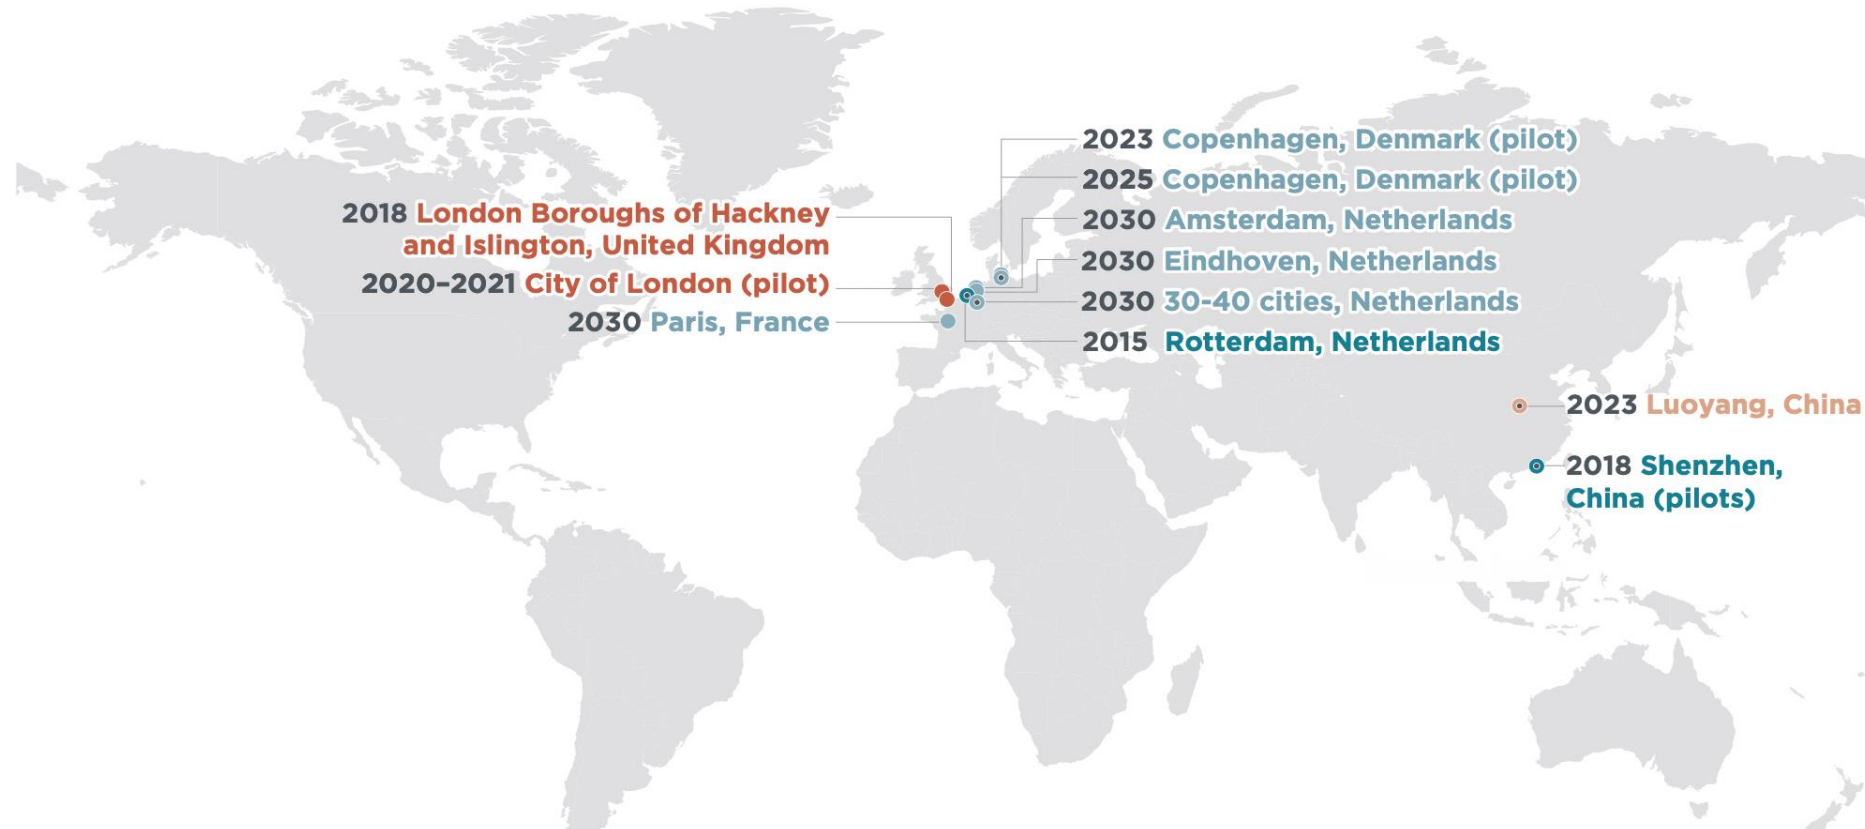 2018 London Boroughs of Hackney
and Islington, United Kingdom
2020–2021 City of London (pilot)
2030 Paris, France
2023 Copenhagen, Denmark (pilot)
2025 Copenhagen, Denmark (pilot)
2030 Amsterdam, Netherlands
2030 Eindhoven, Netherlands
2030 30-40 cities, Netherlands
2015 Rotterdam, Netherlands
2023 Luoyang, China
2018 Shenzhen,
China (pilots)